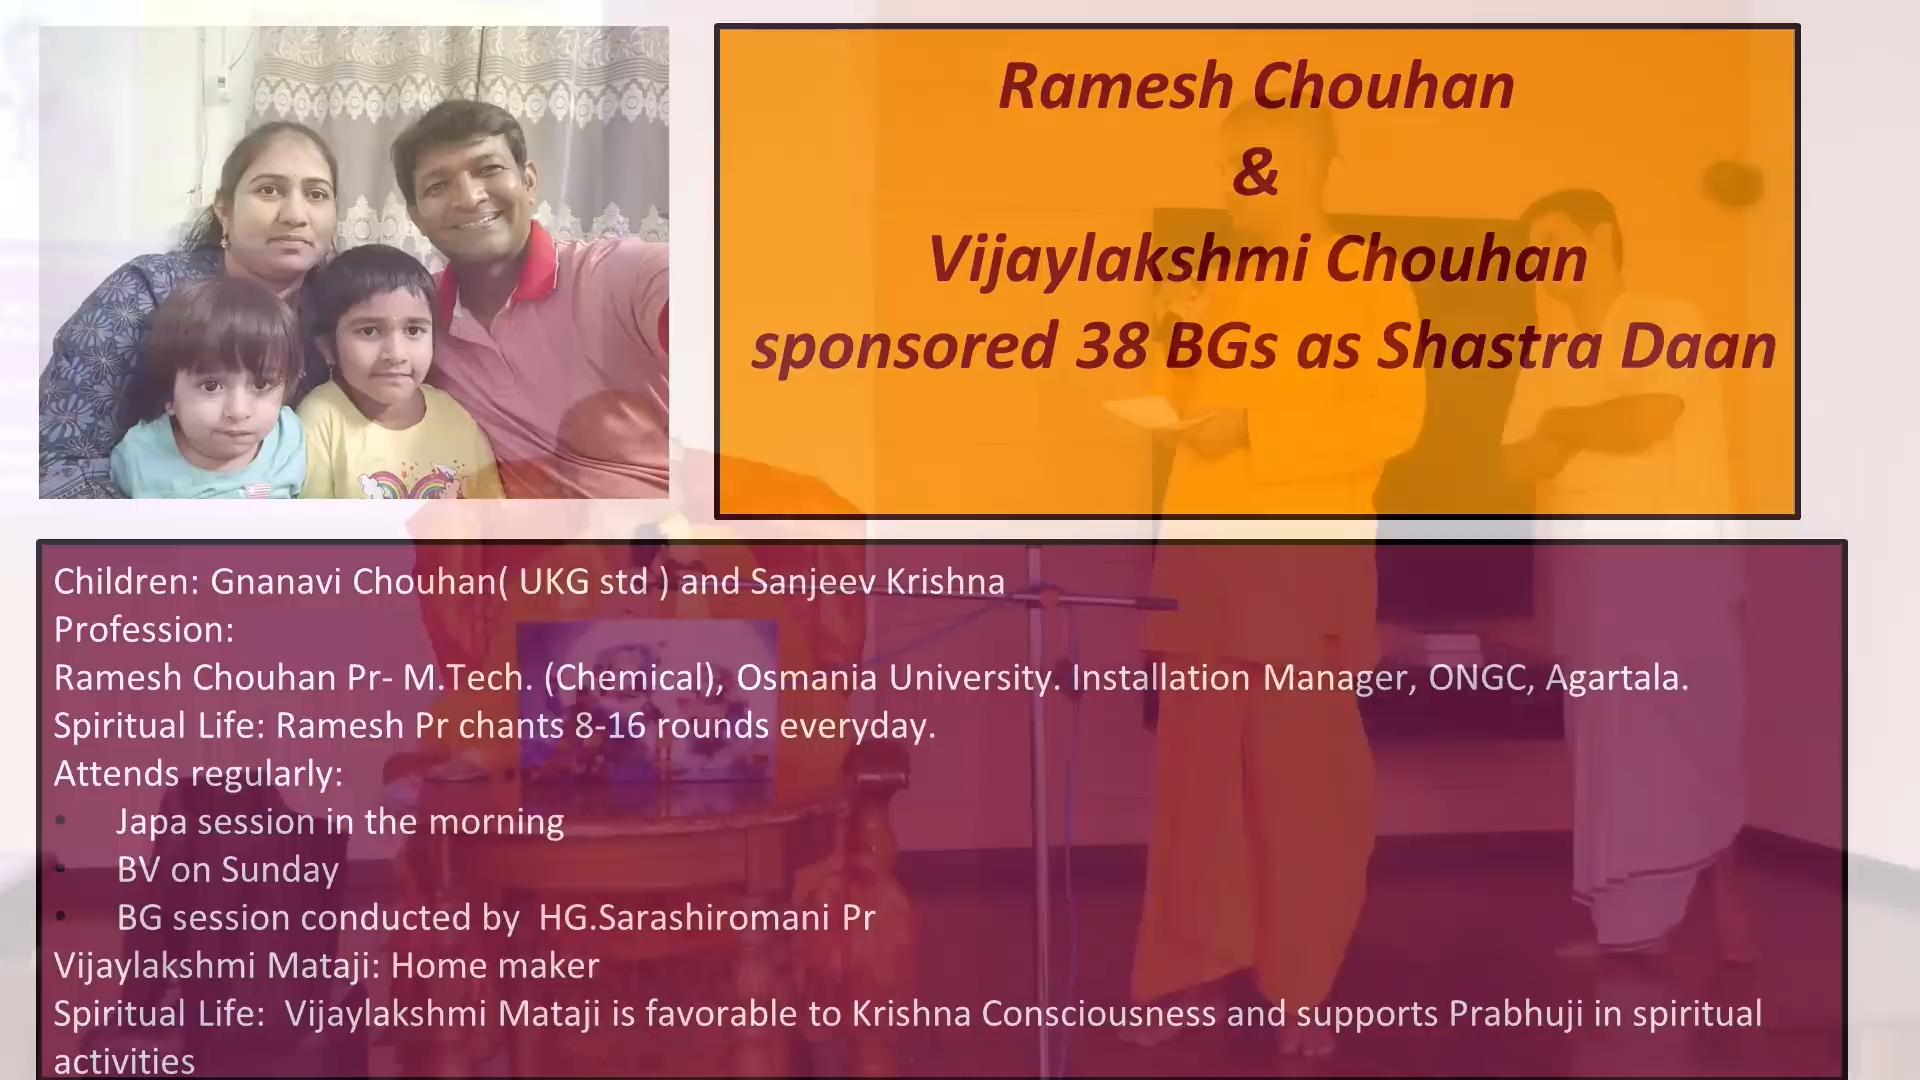 Ramesh Chouhan
&
Vijaylakshmi Chouhan
sponsored 38 BGs as Shastra Daan
Children: Gnanavi Chouhan( UKG std ) and Sanjeev Krishna
Profession:
Ramesh Chouhan Pr- M.Tech. (Chemical), Osmania University. Installation Manager, ONGC, Agartala.
Spiritual Life: Ramesh Pr chants 8-16 rounds everyday.
Attends regularly:
• Japa session in the morning
• BV on Sunday
• BG session conducted by  HG.Sarashiromani Pr
Vijaylakshmi Mataji: Home maker
Spiritual Life:  Vijaylakshmi Mataji is favorable to Krishna Consciousness and supports Prabhuji in spiritual
activities